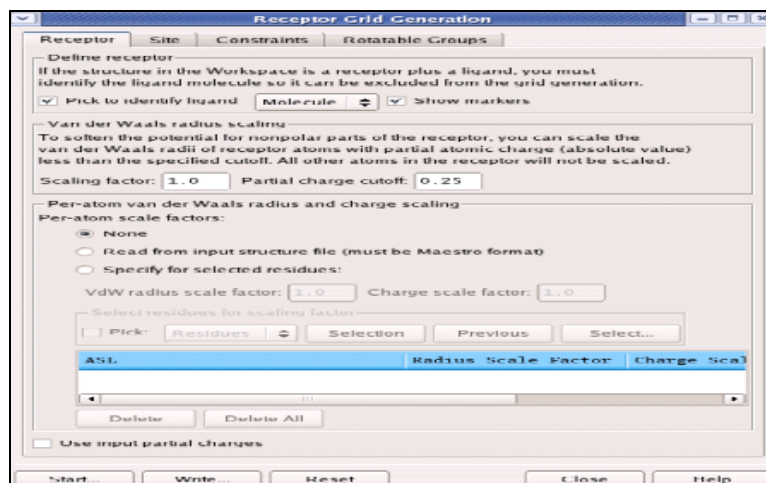 Receptor Grid Generation
Receptor Site Constraints Rotatable Groups
Define receptor
If the structure in the Workspace is a receptor plus a ligand, you must
identify the ligand molecule so it can be excluded from the grid generation.
Pick to identify ligand Molecule Show markers
Van der Waals radius scaling
To soften the potential for nonpolar parts of the receptor, you can scale the
van der Waals radii of receptor atoms with partial atomic charge (absolute value)
less than the specified cutoff. All other atoms in the receptor will not be scaled.
Scaling factor: 1.0 Partial charge cutoff: 0.25
Per-atom van der Waals radius and charge scaling
Per-atom scale factors:
None
Read from input structure file (must be Maestro format)
Specify for selected residues:
VdW radius scale factor: 1.0 Charge scale factor: 1.0
Select residues for scaling factor
Pick: Residues Selection Previous Select...
ASL Radius Scale Factor Charge Scal
Delete Delete All
Use input partial charges
Start... Write... Reset Close Help